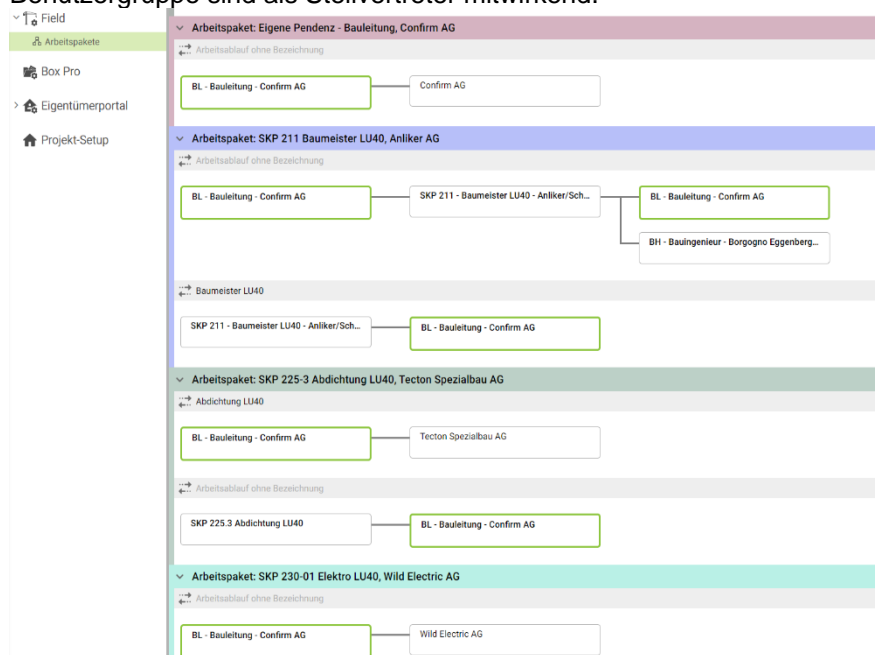 Benutzergruppe sind als Stellvertreter mitwirkend.
Field
Arbeitspakete
Box Pro
Eigentümerportal
Projekt-Setup
Arbeitspaket: Eigene Pendenz - Bauleitung, Confirm AG
Arbeitsablauf ohne Bezeichnung
BL - Bauleitung - Confirm AG
Confirm AG
Arbeitspaket: SKP 211 Baumeister LU40, Anliker AG
Arbeitsablauf ohne Bezeichnung
BL - Bauleitung - Confirm AG
SKP 211 - Baumeister LU40 - Anliker/Sch...
BL - Bauleitung - Confirm AG
BH - Bauingenieur - Borgogno Eggenberg...
Baumeister LU40
SKP 211 - Baumeister LU40 - Anliker/Sch...
BL - Bauleitung - Confirm AG
Arbeitspaket: SKP 225-3 Abdichtung LU40, Tecton Spezialbau AG
Abdichtung LU40
BL - Bauleitung - Confirm AG
Tecton Spezialbau AG
Arbeitsablauf ohne Bezeichnung
SKP 225.3 Abdichtung LU40
BL - Bauleitung - Confirm AG
Arbeitspaket: SKP 230-01 Elektro LU40, Wild Electric AG
Arbeitsablauf ohne Bezeichnung
BL - Bauleitung - Confirm AG
Wild Electric AG